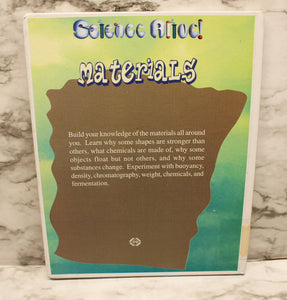 Science Alive!
Materials
Build your knowledge of the materials all around
you. Learn why some shapes are stronger than
others, what chemicals are made of, why some
objects float but not others, and why some
substances change. Experiment with buoyancy,
density, chromatography, weight, chemicals, and
fermentation.